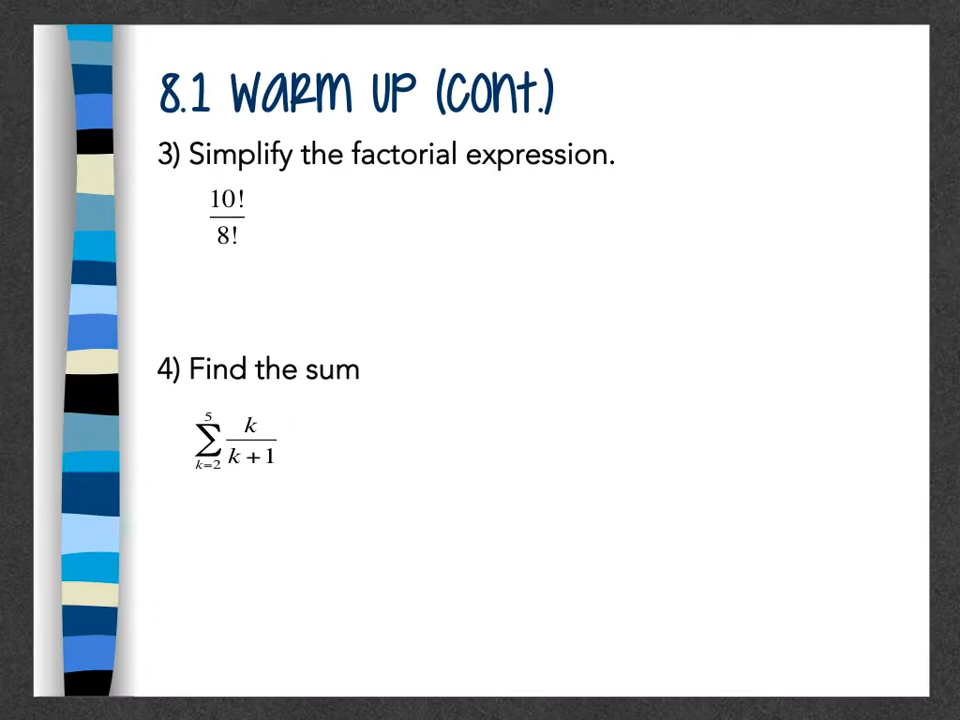 8.1 Warm Up (cont.)
3) Simplify the factorial expression.
10!
8!
4) Find the sum
5
∑ k
k=2 k + 1